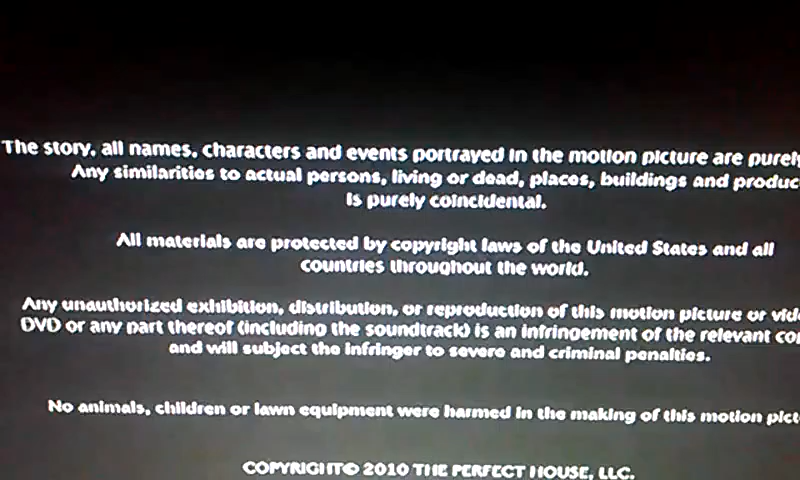 The story, all names, characters and events portrayed in the motion picture are purely
Any similarities to actual persons, living or dead, places, buildings and produc
is purely coincidental.
All materials are protected by copyright laws of the United States and all
countries throughout the world.
Any unauthorized exhibition, distribution, or reproduction of this motion picture or vide
DVD or any part thereof (including the soundtrack) is an infringement of the relevant cop
and will subject the infringer to severe and criminal penalties.
No animals, children or lawn equipment were harmed in the making of this motion pict
COPYRIGHT© 2010 THE PERFECT HOUSE, LLC.